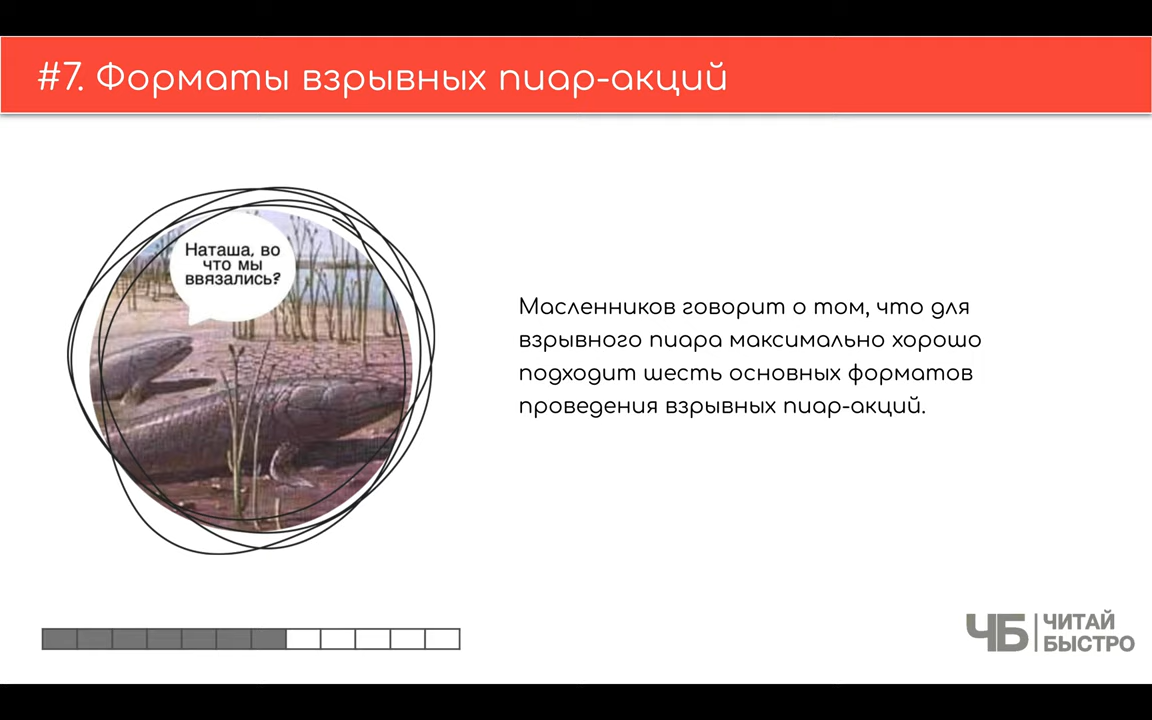 #7. Форматы взрывных пиар-акций
Наташа, во
что мы
ввязались?
Масленников говорит о том, что для
взрывного пиара максимально хорошо
подходит шесть основных форматов
проведения взрывных пиар-акций.
ЧБ ЧИТАЙ
БЫСТРО